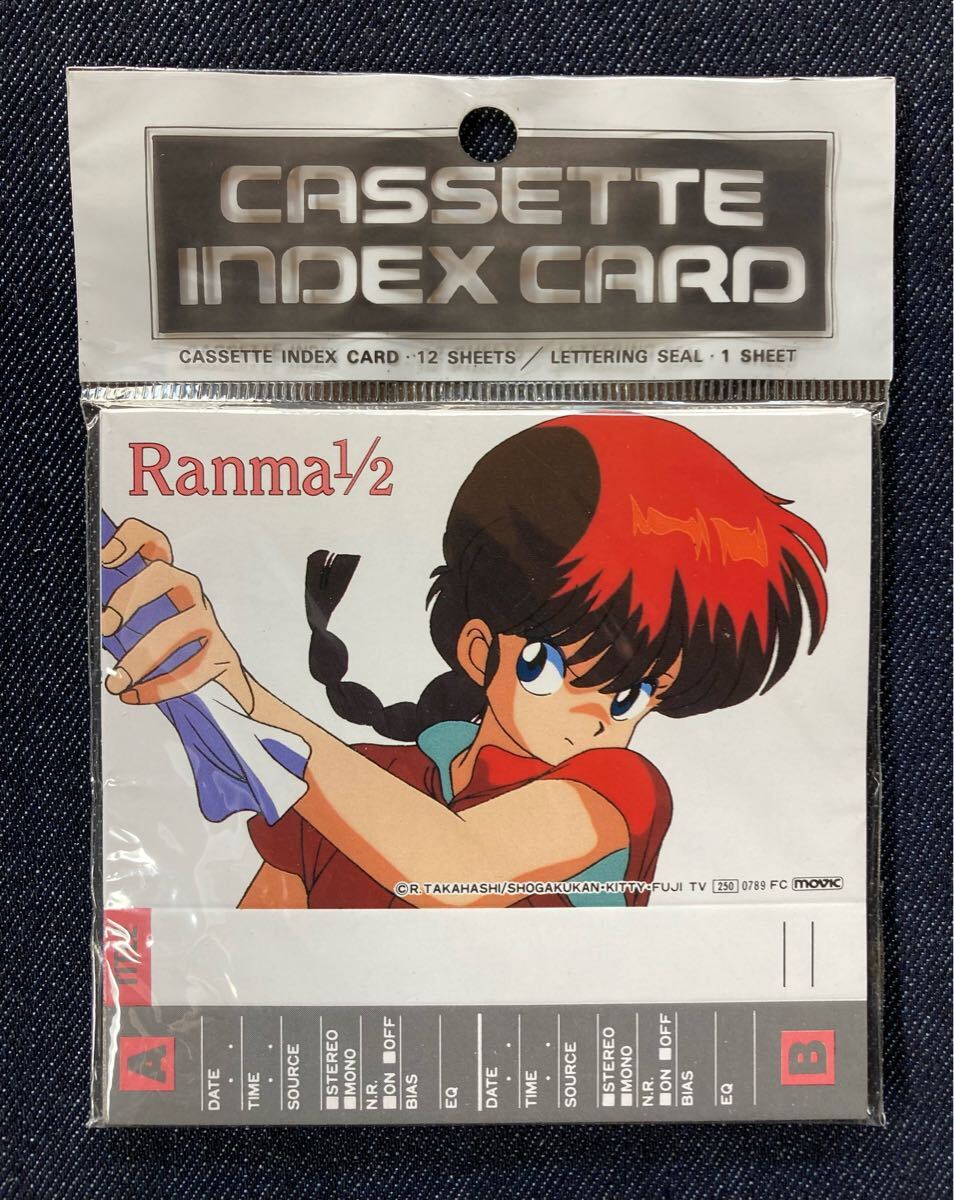 CASSETTE
INDEX CARD
CASSETTE INDEX CARD · 12 SHEETS / LETTERING SEAL · 1 SHEET
Ranma½
©R.TAKAHASHI/SHOGAKUKAN·KITTY·FUJI TV 250 0789 FC movic
TITLE
A
DATE . .
TIME . .
SOURCE
■STEREO
■MONO
N.R.
■ON ■OFF
BIAS
EQ
DATE . .
TIME . .
SOURCE
■STEREO
■MONO
N.R.
■ON ■OFF
BIAS
EQ
B